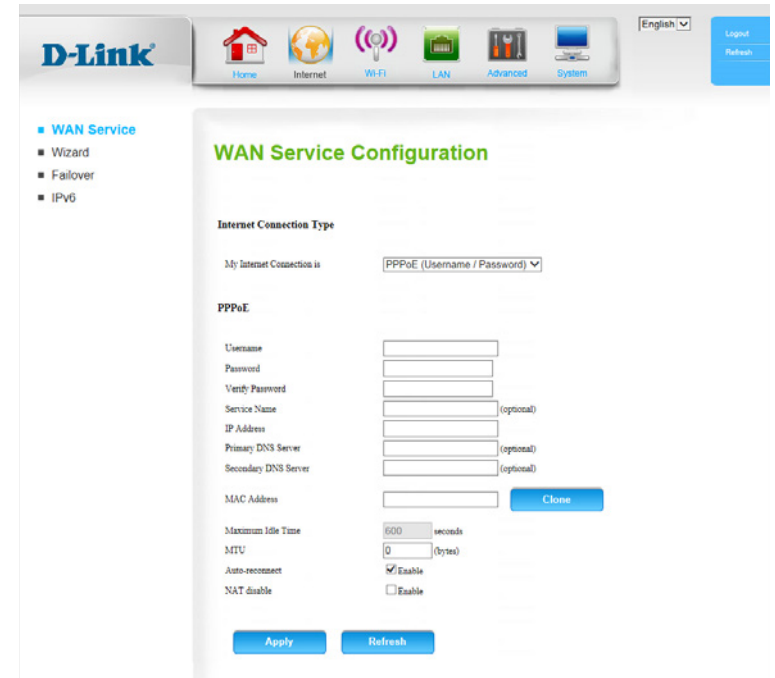 English
Logout
Refresh
D-Link
Home Internet Wi-Fi LAN Advanced System
WAN Service
Wizard
Failover
IPv6
WAN Service Configuration
Internet Connection Type
My Internet Connection is PPPoE (Username / Password)
PPPoE
Username
Password
Verify Password
Service Name (optional)
IP Address
Primary DNS Server (optional)
Secondary DNS Server (optional)
MAC Address Clone
Maximum Idle Time 600 seconds
MTU 0 (bytes)
Auto-reconnect Enable
NAT disable Enable
Apply Refresh